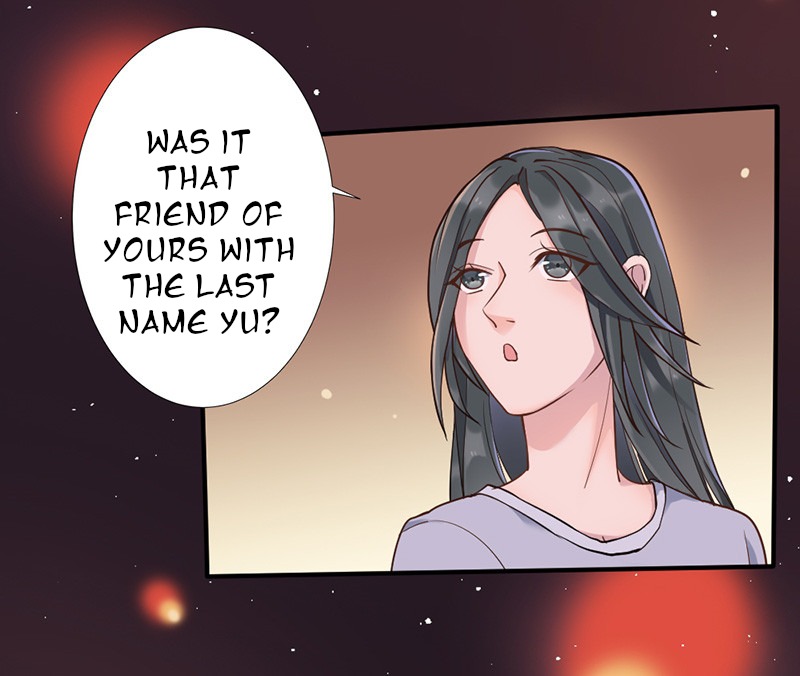 WAS IT
THAT
FRIEND OF
YOURS WITH
THE LAST
NAME YU?